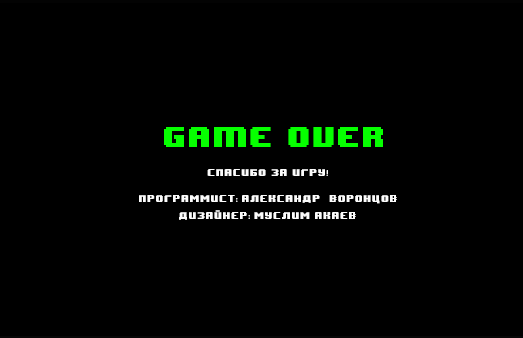 GAME OVER
СПАСИБО ЗА ИГРУ!
ПРОГРАММИСТ: АЛЕКСАНДР ВОРОНЦОВ
ДИЗАЙНЕР: МУСЛИМ АКАЕВ